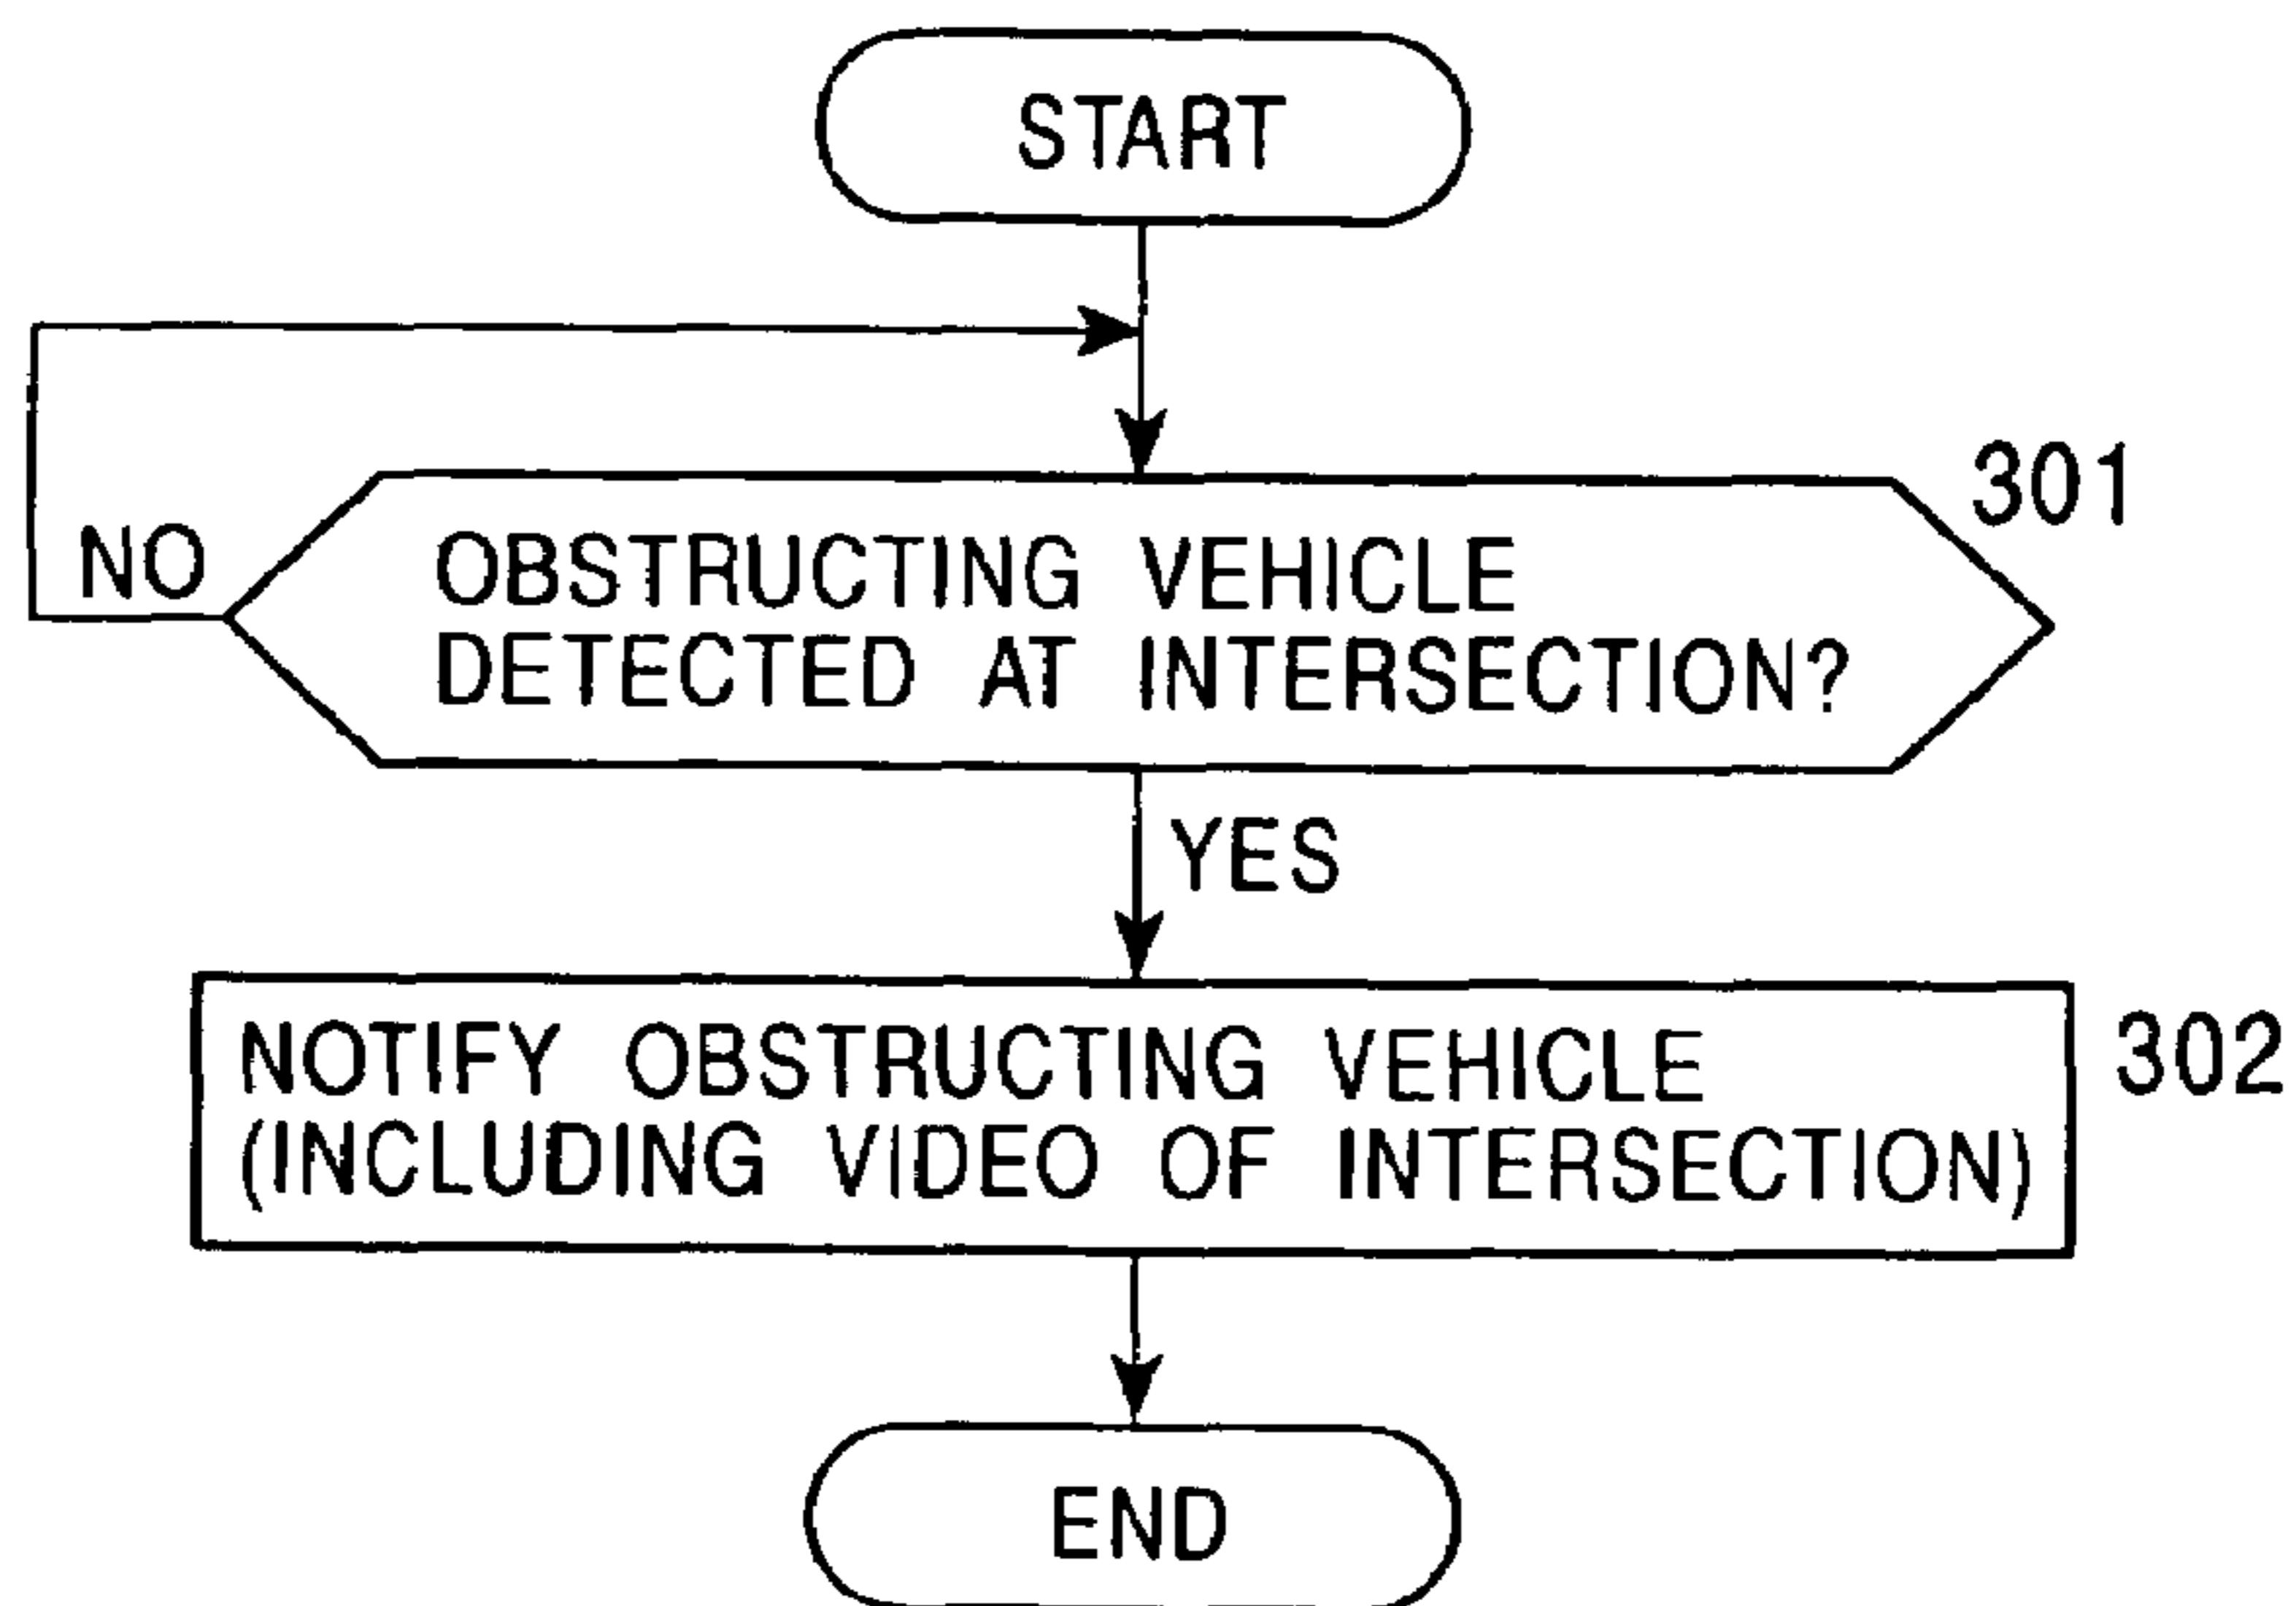 START
301
NO
OBSTRUCTING VEHICLE
DETECTED AT INTERSECTION?
YES
NOTIFY OBSTRUCTING VEHICLE
(INCLUDING VIDEO OF INTERSECTION)
302
END